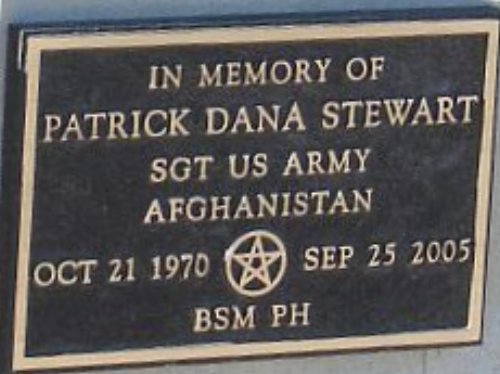 IN MEMORY OF
PATRICK DANA STEWART
SGT US ARMY
AFGHANISTAN
OCT 21 1970 SEP 25 2005
BSM PH